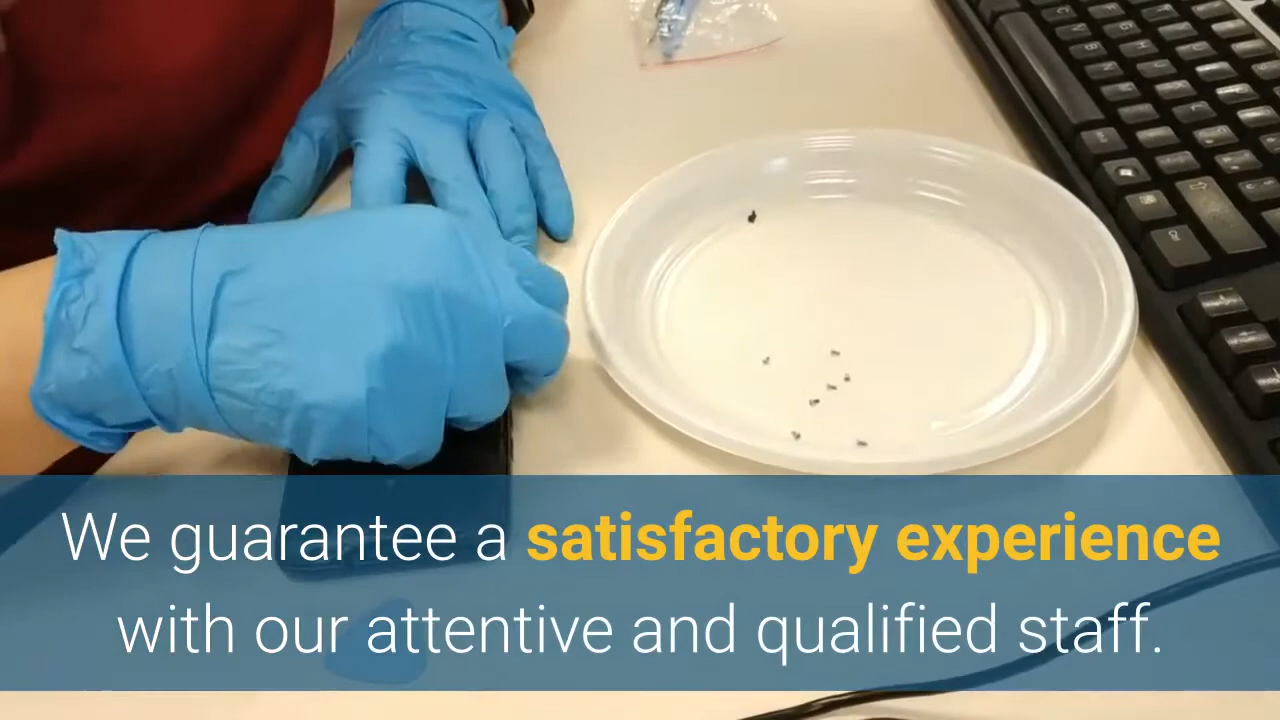 We guarantee a satisfactory experience
with our attentive and qualified staff.